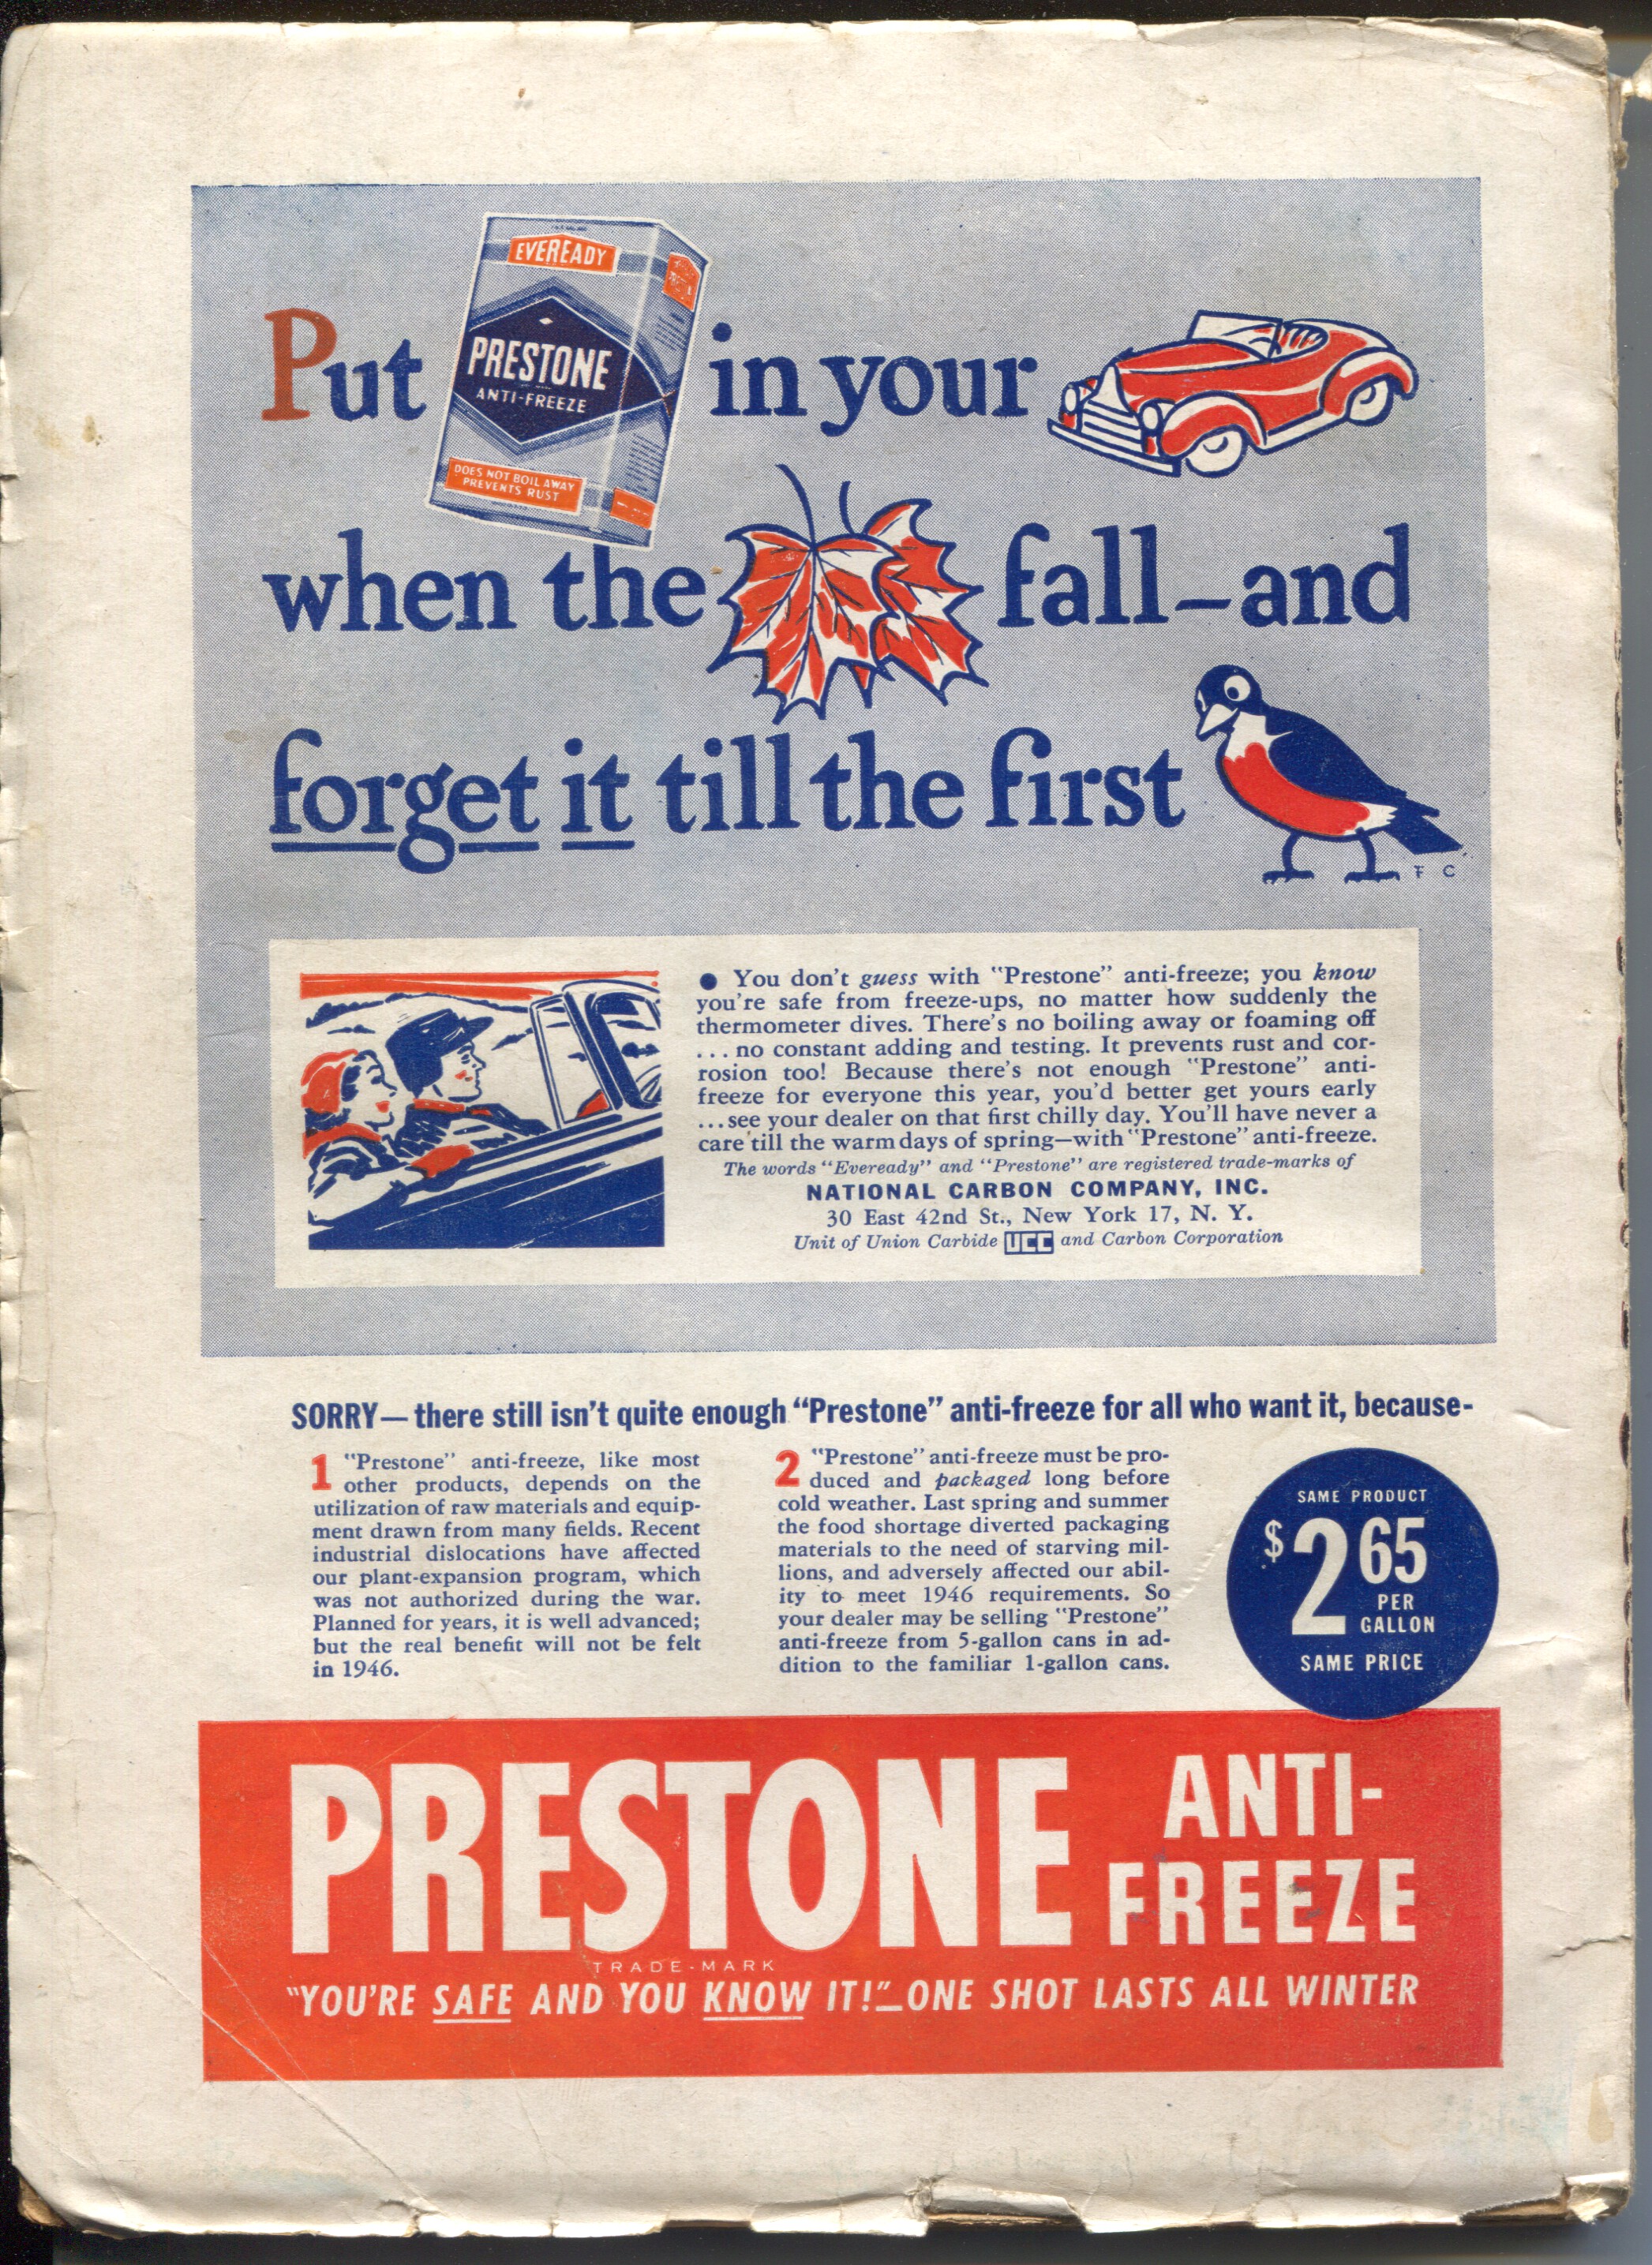 EVEREADY
PRESTONE
ANTI-FREEZE
DOES NOT BOIL AWAY
PREVENTS RUST
Put in your
when the fall—and
forget it till the first
F C
● You don't guess with "Prestone" anti-freeze; you know
you're safe from freeze-ups, no matter how suddenly the
thermometer dives. There's no boiling away or foaming off
... no constant adding and testing. It prevents rust and cor-
rosion too! Because there's not enough "Prestone" anti-
freeze for everyone this year, you'd better get yours early
...see your dealer on that first chilly day. You'll have never a
care 'till the warm days of spring—with "Prestone" anti-freeze.
The words "Eveready" and "Prestone" are registered trade-marks of
NATIONAL CARBON COMPANY, INC.
30 East 42nd St., New York 17, N. Y.
Unit of Union Carbide UCC and Carbon Corporation
SORRY—there still isn't quite enough "Prestone" anti-freeze for all who want it, because-
1 "Prestone" anti-freeze, like most
other products, depends on the
utilization of raw materials and equip-
ment drawn from many fields. Recent
industrial dislocations have affected
our plant-expansion program, which
was not authorized during the war.
Planned for years, it is well advanced;
but the real benefit will not be felt
in 1946.
2 "Prestone" anti-freeze must be pro-
duced and packaged long before
cold weather. Last spring and summer
the food shortage diverted packaging
materials to the need of starving mil-
lions, and adversely affected our abil-
ity to meet 1946 requirements. So
your dealer may be selling "Prestone"
anti-freeze from 5-gallon cans in ad-
dition to the familiar 1-gallon cans.
SAME PRODUCT
$2 65
PER
GALLON
SAME PRICE
PRESTONE
ANTI-
FREEZE
TRADE-MARK
"YOU'RE SAFE AND YOU KNOW IT!"—ONE SHOT LASTS ALL WINTER